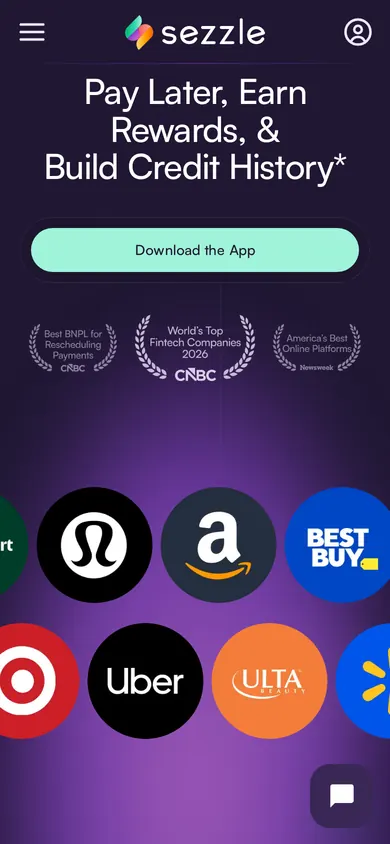 sezzle
Pay Later, Earn
Rewards, &
Build Credit History*
Download the App
Best BNPL for
Rescheduling
Payments
CNBC
World's Top
Fintech Companies
2026
CNBC
America's Best
Online Platforms
Newsweek
rt
a
BEST
BUY
Uber
ULTA
BEAUTY